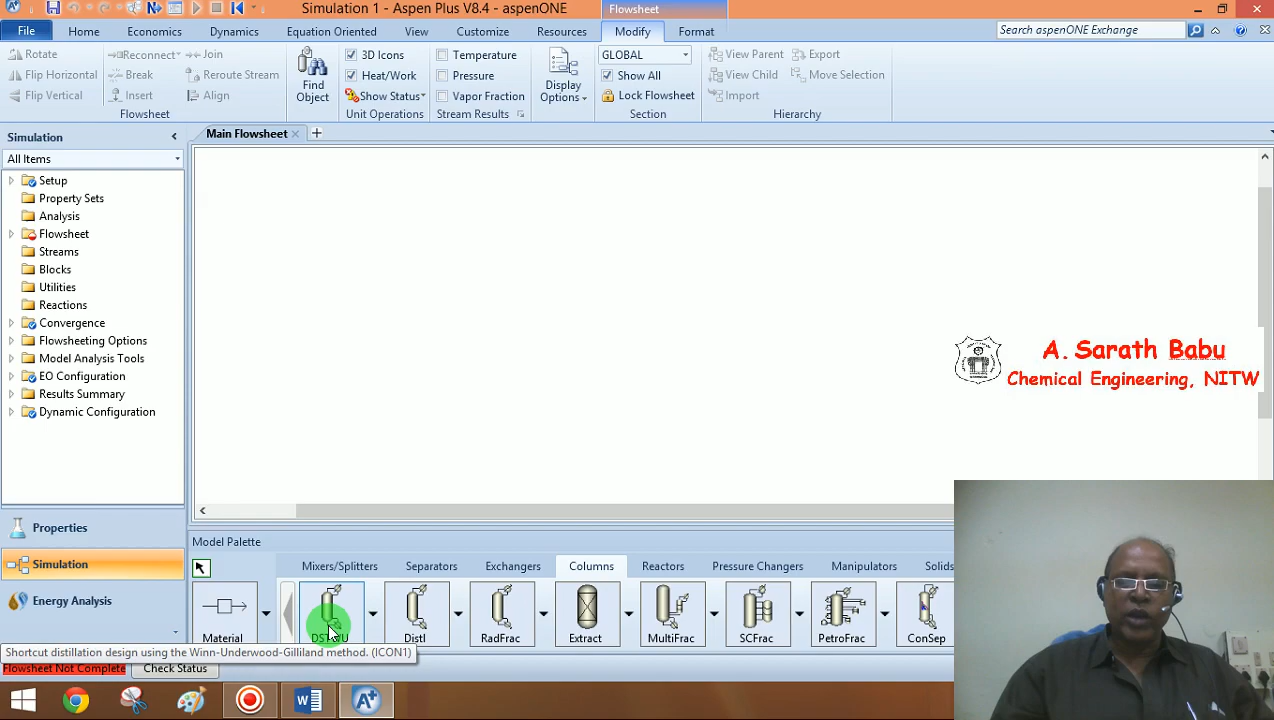 Simulation 1 - Aspen Plus V8.4 - aspenONE
Flowsheet
File
Home
Economics
Dynamics
Equation Oriented
View
Customize
Resources
Modify
Format
Search aspenONE Exchange
Rotate
Flip Horizontal
Flip Vertical
Reconnect
Break
Insert
Join
Reroute Stream
Align
Flowsheet
Find
Object
3D Icons
Heat/Work
Show Status
Unit Operations
Temperature
Pressure
Vapor Fraction
Stream Results
Display
Options
GLOBAL
Show All
Lock Flowsheet
Section
View Parent
View Child
Import
Export
Move Selection
Hierarchy
Simulation
All Items
Setup
Property Sets
Analysis
Flowsheet
Streams
Blocks
Utilities
Reactions
Convergence
Flowsheeting Options
Model Analysis Tools
EO Configuration
Results Summary
Dynamic Configuration
Properties
Simulation
Energy Analysis
Main Flowsheet
A. Sarath Babu
Chemical Engineering, NITW
Model Palette
Mixers/Splitters
Separators
Exchangers
Columns
Reactors
Pressure Changers
Manipulators
Solids
Material
DSTWU
Distl
RadFrac
Extract
MultiFrac
SCFrac
PetroFrac
ConSep
Shortcut distillation design using the Winn-Underwood-Gilliland method. (ICON1)
Flowsheet Not Complete
Check Status